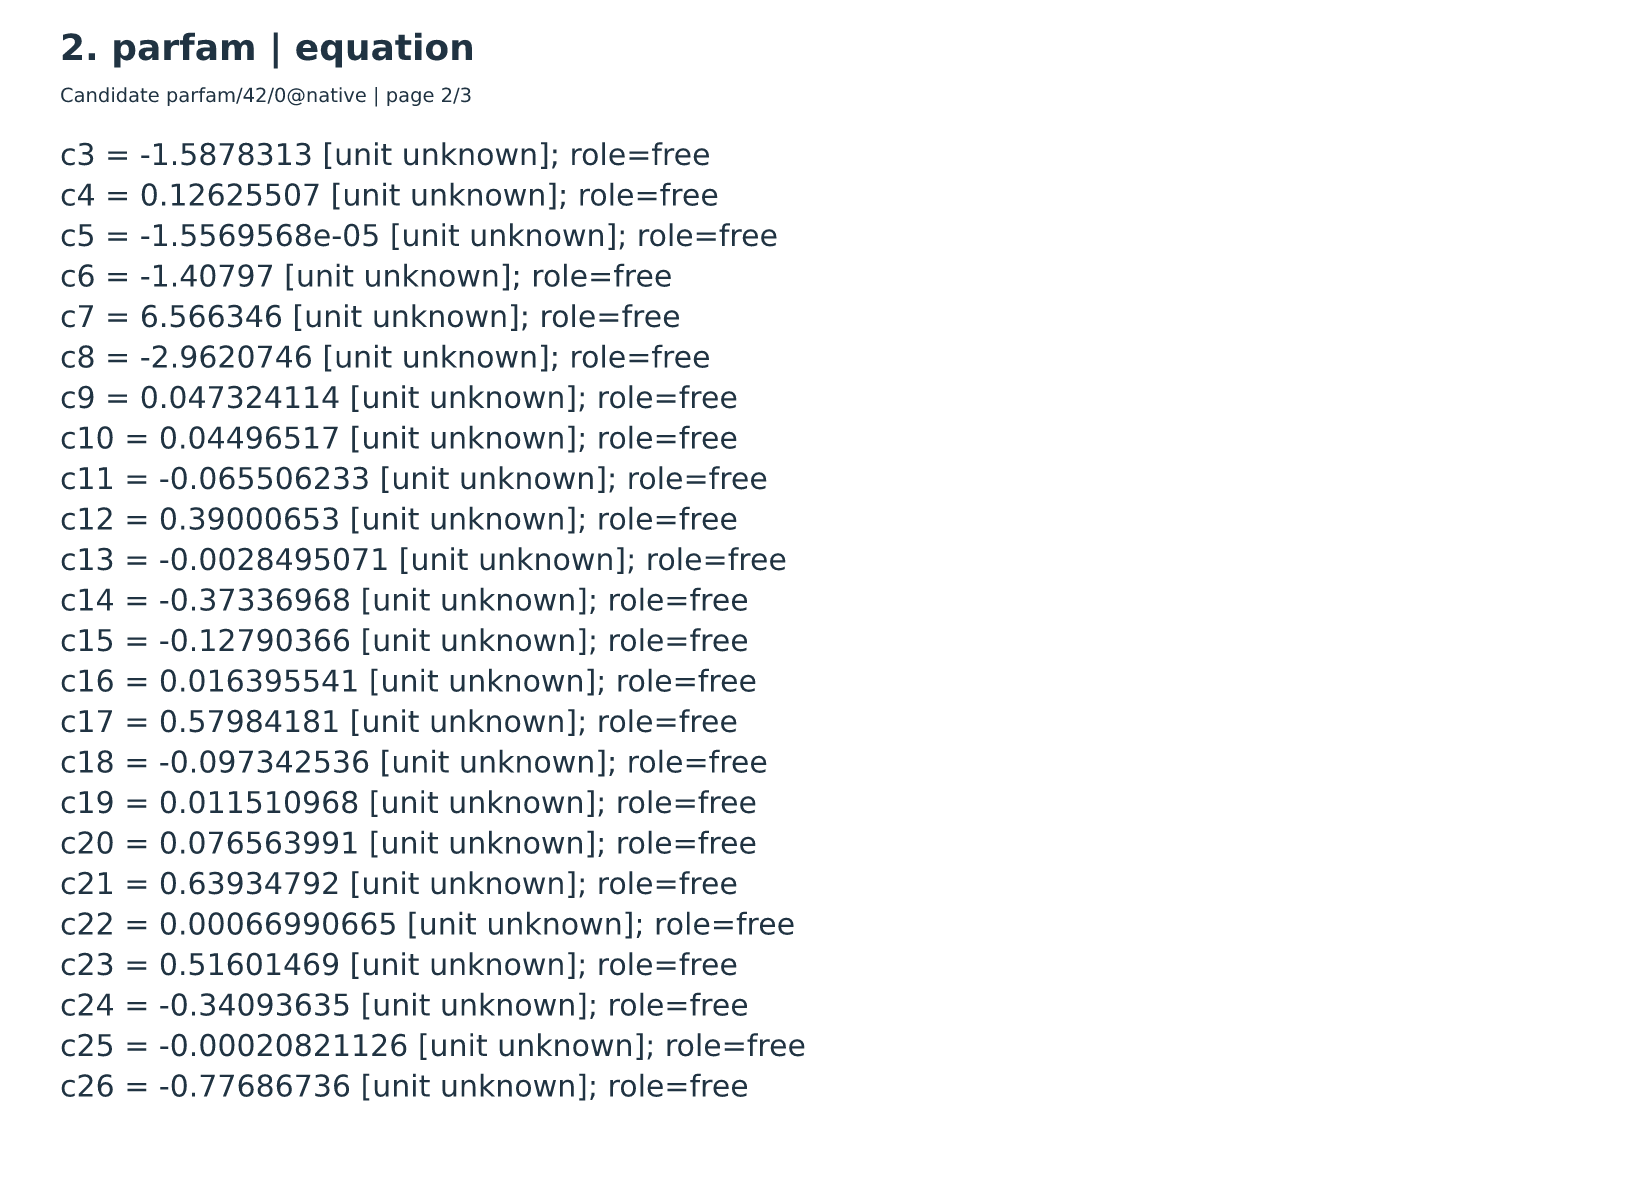 2. parfam | equation
Candidate parfam/42/0@native | page 2/3
c3 = -1.5878313 [unit unknown]; role=free
c4 = 0.12625507 [unit unknown]; role=free
c5 = -1.5569568e-05 [unit unknown]; role=free
c6 = -1.40797 [unit unknown]; role=free
c7 = 6.566346 [unit unknown]; role=free
c8 = -2.9620746 [unit unknown]; role=free
c9 = 0.047324114 [unit unknown]; role=free
c10 = 0.04496517 [unit unknown]; role=free
c11 = -0.065506233 [unit unknown]; role=free
c12 = 0.39000653 [unit unknown]; role=free
c13 = -0.0028495071 [unit unknown]; role=free
c14 = -0.37336968 [unit unknown]; role=free
c15 = -0.12790366 [unit unknown]; role=free
c16 = 0.016395541 [unit unknown]; role=free
c17 = 0.57984181 [unit unknown]; role=free
c18 = -0.097342536 [unit unknown]; role=free
c19 = 0.011510968 [unit unknown]; role=free
c20 = 0.076563991 [unit unknown]; role=free
c21 = 0.63934792 [unit unknown]; role=free
c22 = 0.00066990665 [unit unknown]; role=free
c23 = 0.51601469 [unit unknown]; role=free
c24 = -0.34093635 [unit unknown]; role=free
c25 = -0.00020821126 [unit unknown]; role=free
c26 = -0.77686736 [unit unknown]; role=free